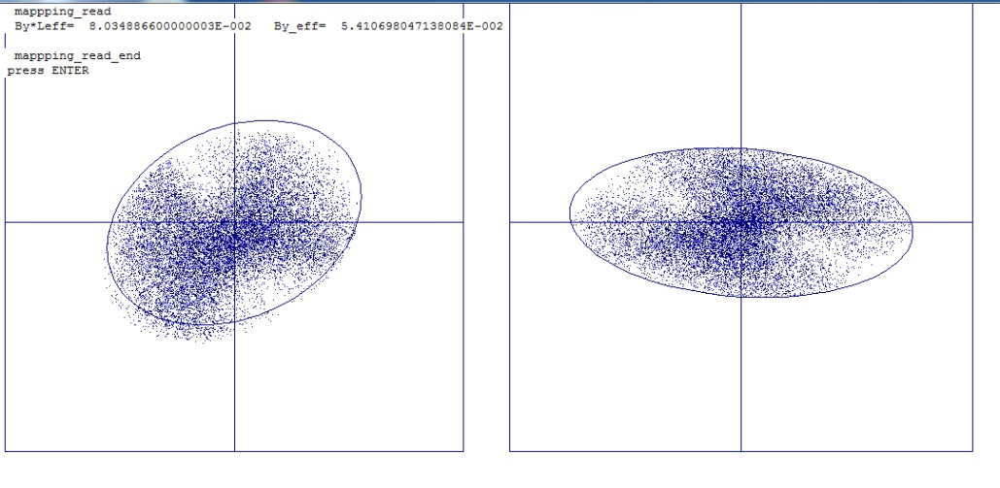 mappping_read
By*Leff=  8.034886600000003E-002   By_eff=  5.410698047138084E-002
mappping_read_end
press ENTER